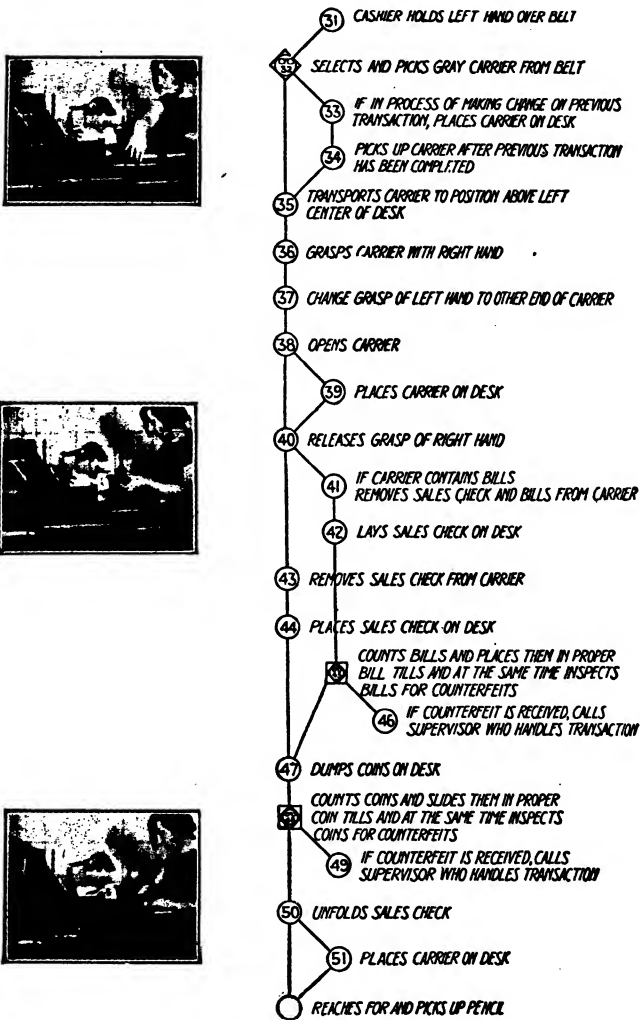 31 CASHIER HOLDS LEFT HAND OVER BELT
32 SELECTS AND PICKS GRAY CARRIER FROM BELT
33 IF IN PROCESS OF MAKING CHANGE ON PREVIOUS
TRANSACTION, PLACES CARRIER ON DESK
34 PICKS UP CARRIER AFTER PREVIOUS TRANSACTION
HAS BEEN COMPLETED
35 TRANSPORTS CARRIER TO POSITION ABOVE LEFT
CENTER OF DESK
36 GRASPS CARRIER WITH RIGHT HAND
37 CHANGE GRASP OF LEFT HAND TO OTHER END OF CARRIER
38 OPENS CARRIER
39 PLACES CARRIER ON DESK
40 RELEASES GRASP OF RIGHT HAND
41 IF CARRIER CONTAINS BILLS
REMOVES SALES CHECK AND BILLS FROM CARRIER
42 LAYS SALES CHECK ON DESK
43 REMOVES SALES CHECK FROM CARRIER
44 PLACES SALES CHECK ON DESK
COUNTS BILLS AND PLACES THEM IN PROPER
BILL TILLS AND AT THE SAME TIME INSPECTS
BILLS FOR COUNTERFEITS
46 IF COUNTERFEIT IS RECEIVED, CALLS
SUPERVISOR WHO HANDLES TRANSACTION
47 DUMPS COINS ON DESK
COUNTS COINS AND SLIDES THEM IN PROPER
COIN TILLS AND AT THE SAME TIME INSPECTS
COINS FOR COUNTERFEITS
49 IF COUNTERFEIT IS RECEIVED, CALLS
SUPERVISOR WHO HANDLES TRANSACTION
50 UNFOLDS SALES CHECK
51 PLACES CARRIER ON DESK
REACHES FOR AND PICKS UP PENCIL